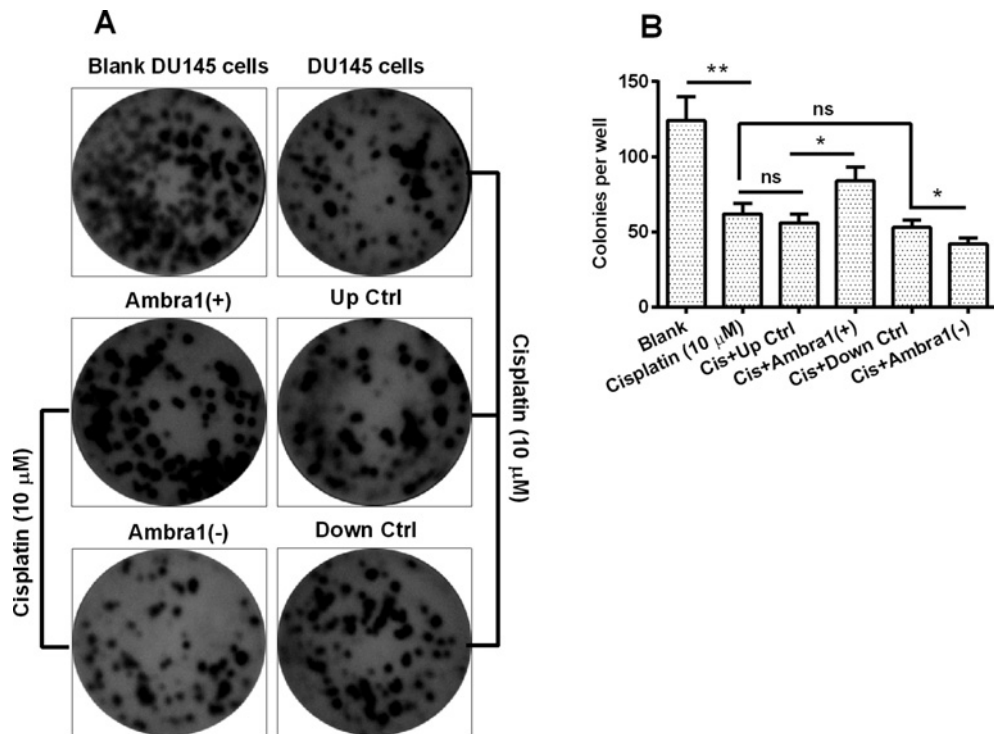 A
Blank DU145 cells
DU145 cells
Ambra1(+)
Up Ctrl
Ambra1(-)
Down Ctrl
Cisplatin (10 μM)
Cisplatin (10 μM)
B
Colonies per well
150
100
50
0
**
ns
*
ns
*
Blank
Cisplatin (10 μM)
Cis+Up Ctrl
Cis+Ambra1(+)
Cis+Down Ctrl
Cis+Ambra1(-)